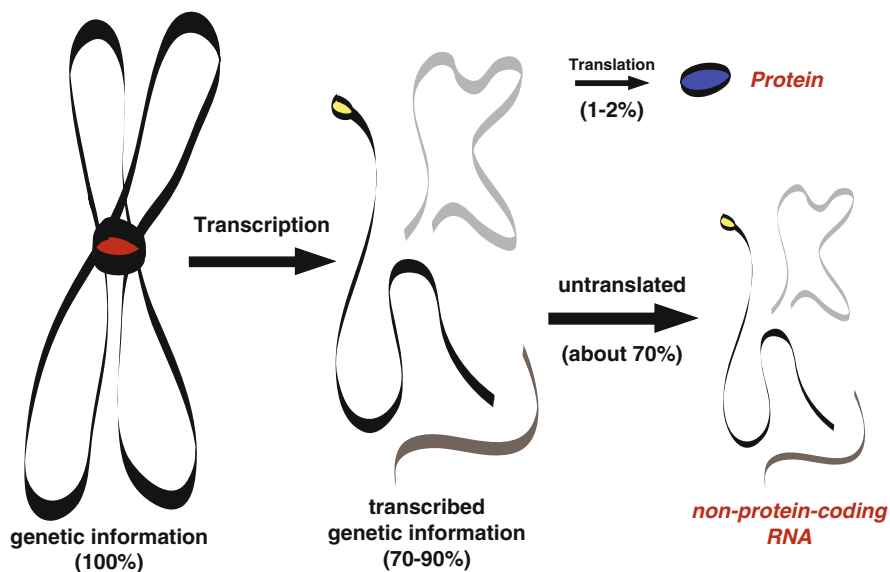 Translation
(1-2%)
Protein
Transcription
untranslated
(about 70%)
genetic information
(100%)
transcribed
genetic information
(70-90%)
non-protein-coding
RNA